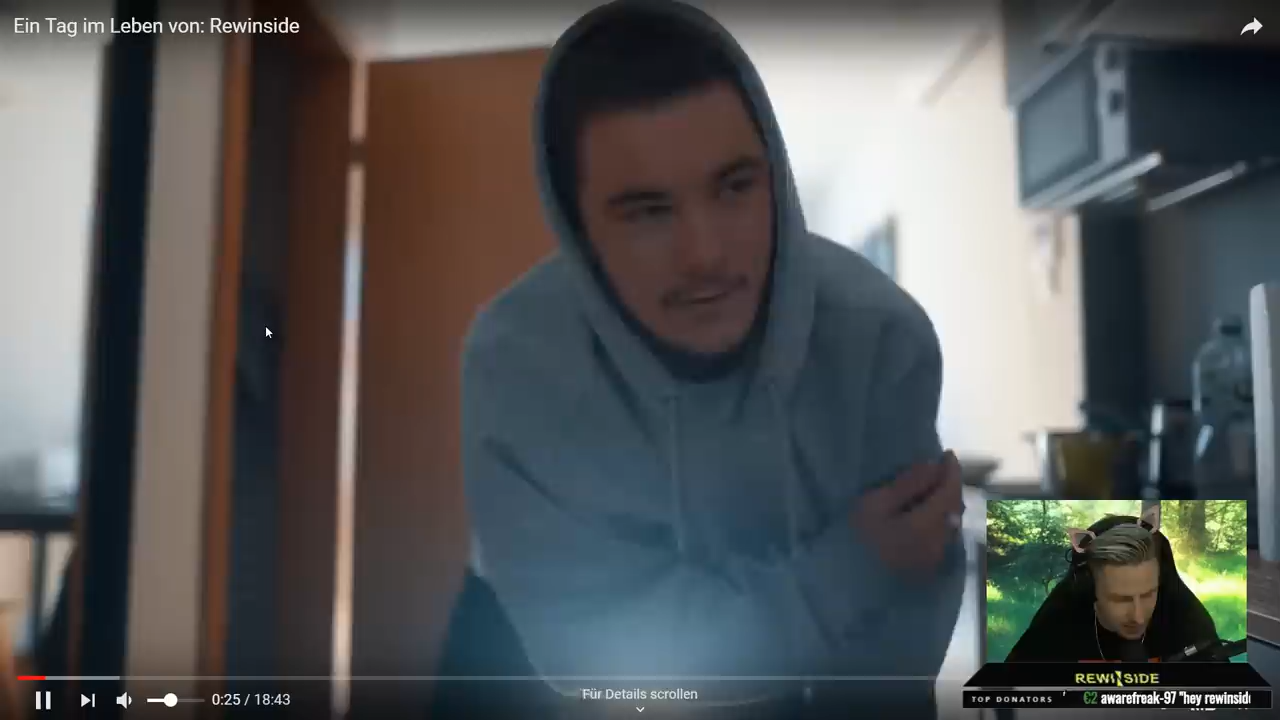 Ein Tag im Leben von: Rewinside
0:25 / 18:43
Für Details scrollen
REWINSIDE
TOP DONATORS
€2 awarefreak-97 "hey rewinsid